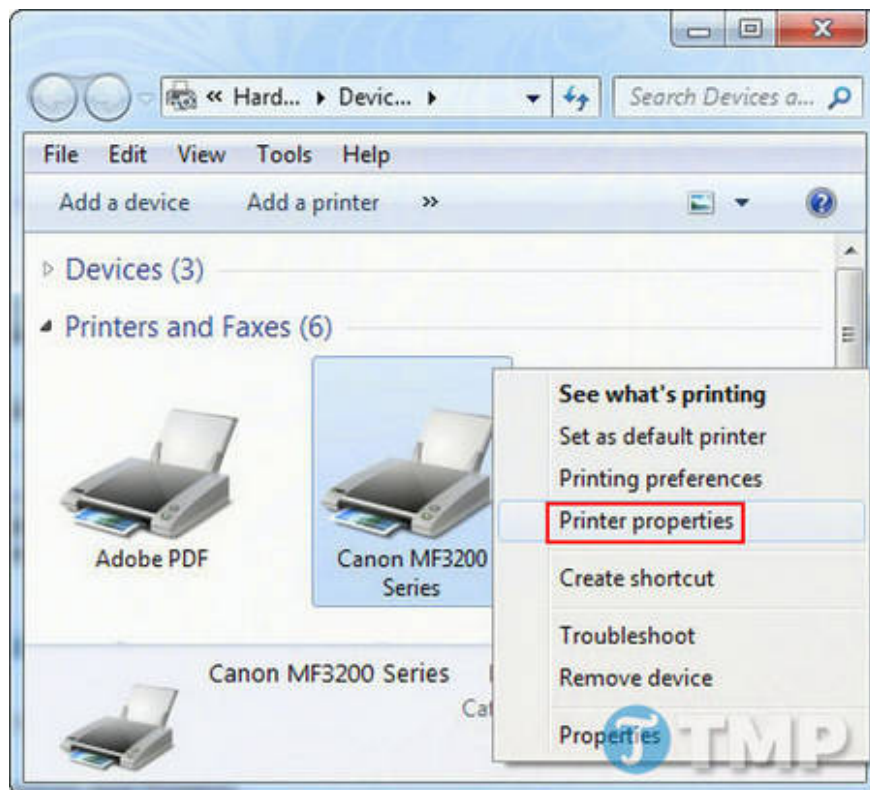 « Hard... ▸ Devic... ▸
Search Devices a...
File Edit View Tools Help
Add a device Add a printer »
Devices (3)
Printers and Faxes (6)
Adobe PDF
Canon MF3200
Series
See what's printing
Set as default printer
Printing preferences
Printer properties
Create shortcut
Troubleshoot
Remove device
Properties
Canon MF3200 Series
Cat
TMP